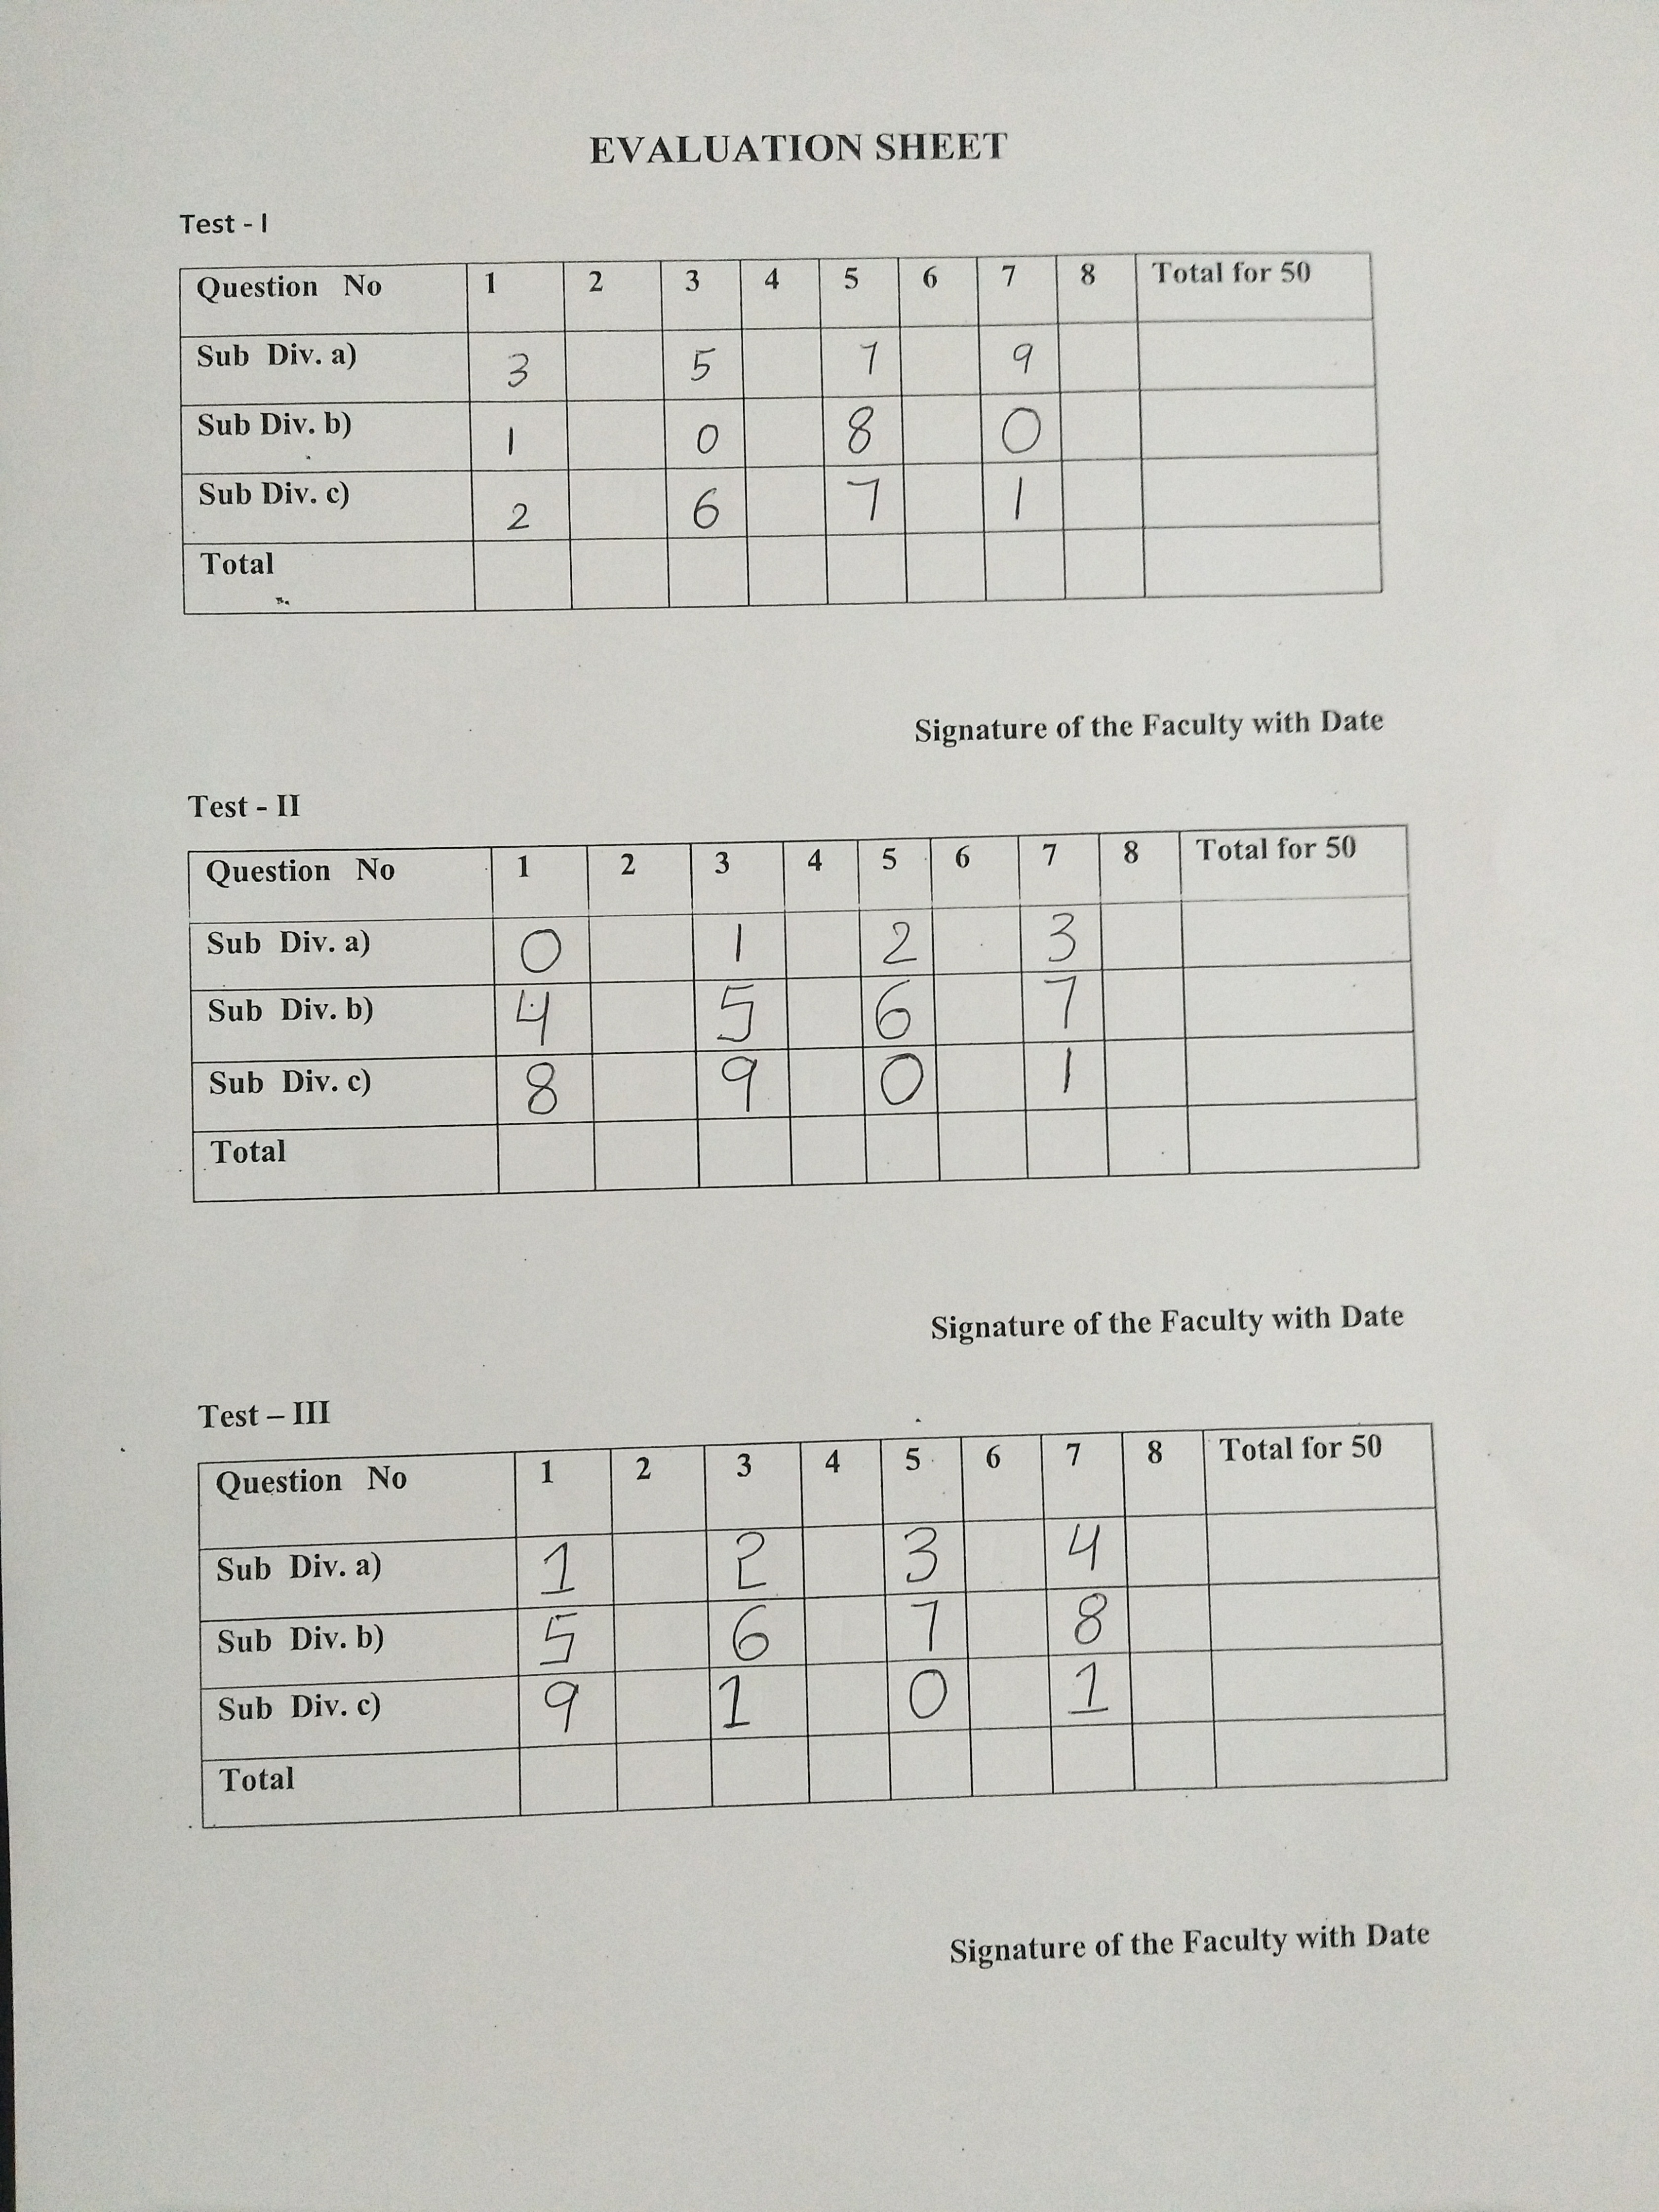 EVALUATION SHEET
Test - I
Question No 1 2 3 4 5 6 7 8 Total for 50
Sub Div. a) 3 5 7 9
Sub Div. b) 1 0 8 0
Sub Div. c) 2 6 7 1
Total
Signature of the Faculty with Date
Test - II
Question No 1 2 3 4 5 6 7 8 Total for 50
Sub Div. a) 0 1 2 3
Sub Div. b) 4 5 6 7
Sub Div. c) 8 9 0 1
Total
Signature of the Faculty with Date
Test – III
Question No 1 2 3 4 5 6 7 8 Total for 50
Sub Div. a) 1 2 3 4
Sub Div. b) 5 6 7 8
Sub Div. c) 9 1 0 1
Total
Signature of the Faculty with Date